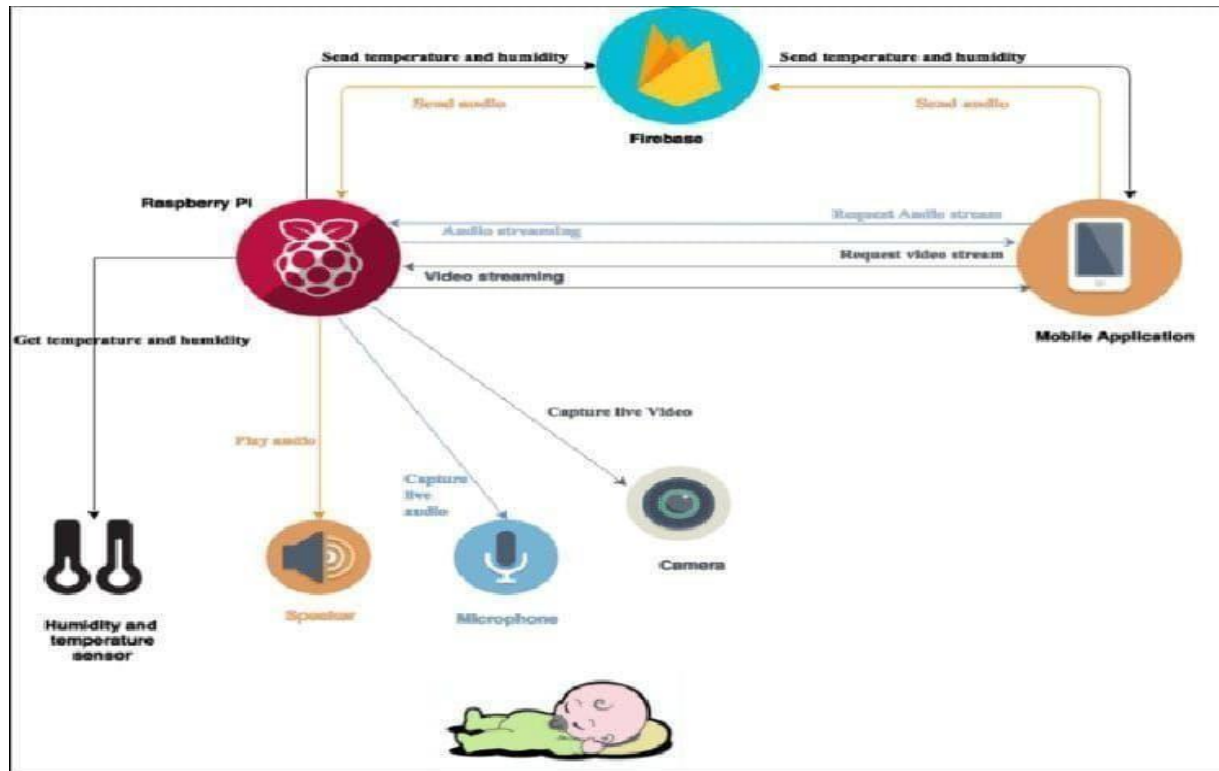 Send temperature and humidity
Send temperature and humidity
Send audio
Send audio
Firebase
Raspberry Pi
Request Audio stream
Audio streaming
Request video stream
Video streaming
Mobile Application
Get temperature and humidity
Capture live Video
Play audio
Capture
live
audio
Camera
Speaker
Microphone
Humidity and
temperature
sensor